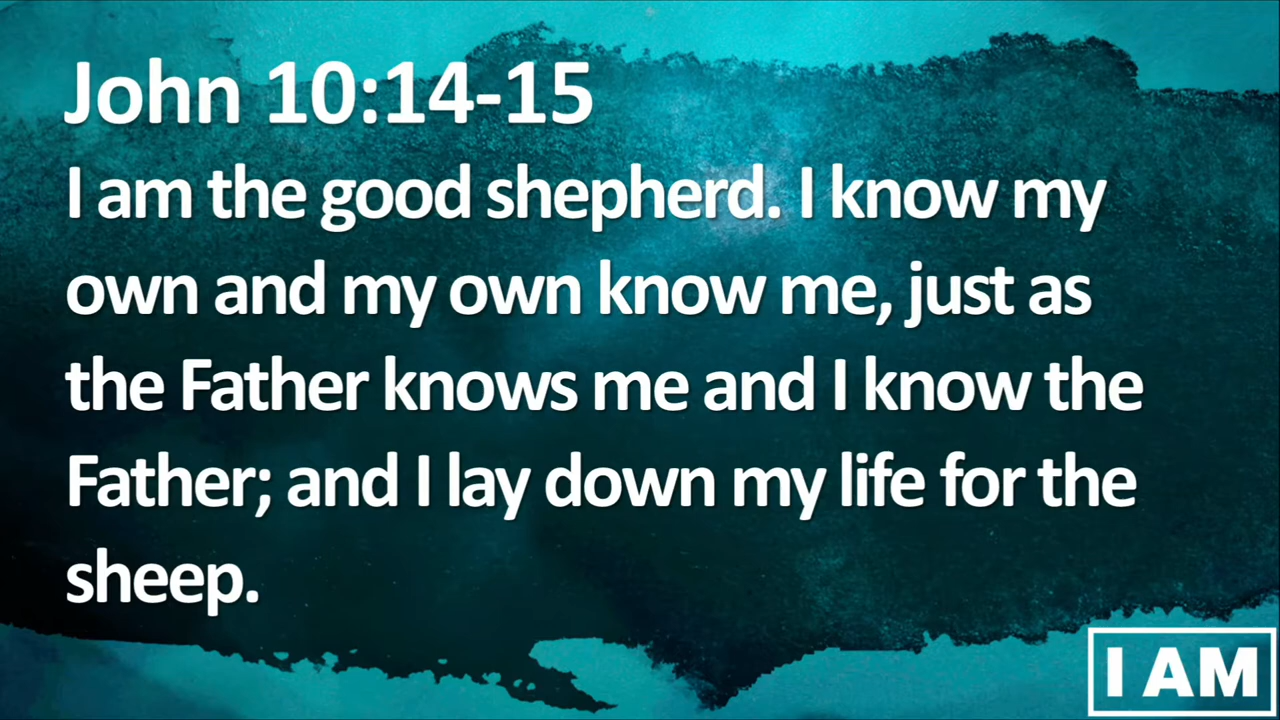 John 10:14-15
I am the good shepherd. I know my
own and my own know me, just as
the Father knows me and I know the
Father; and I lay down my life for the
sheep.
I AM